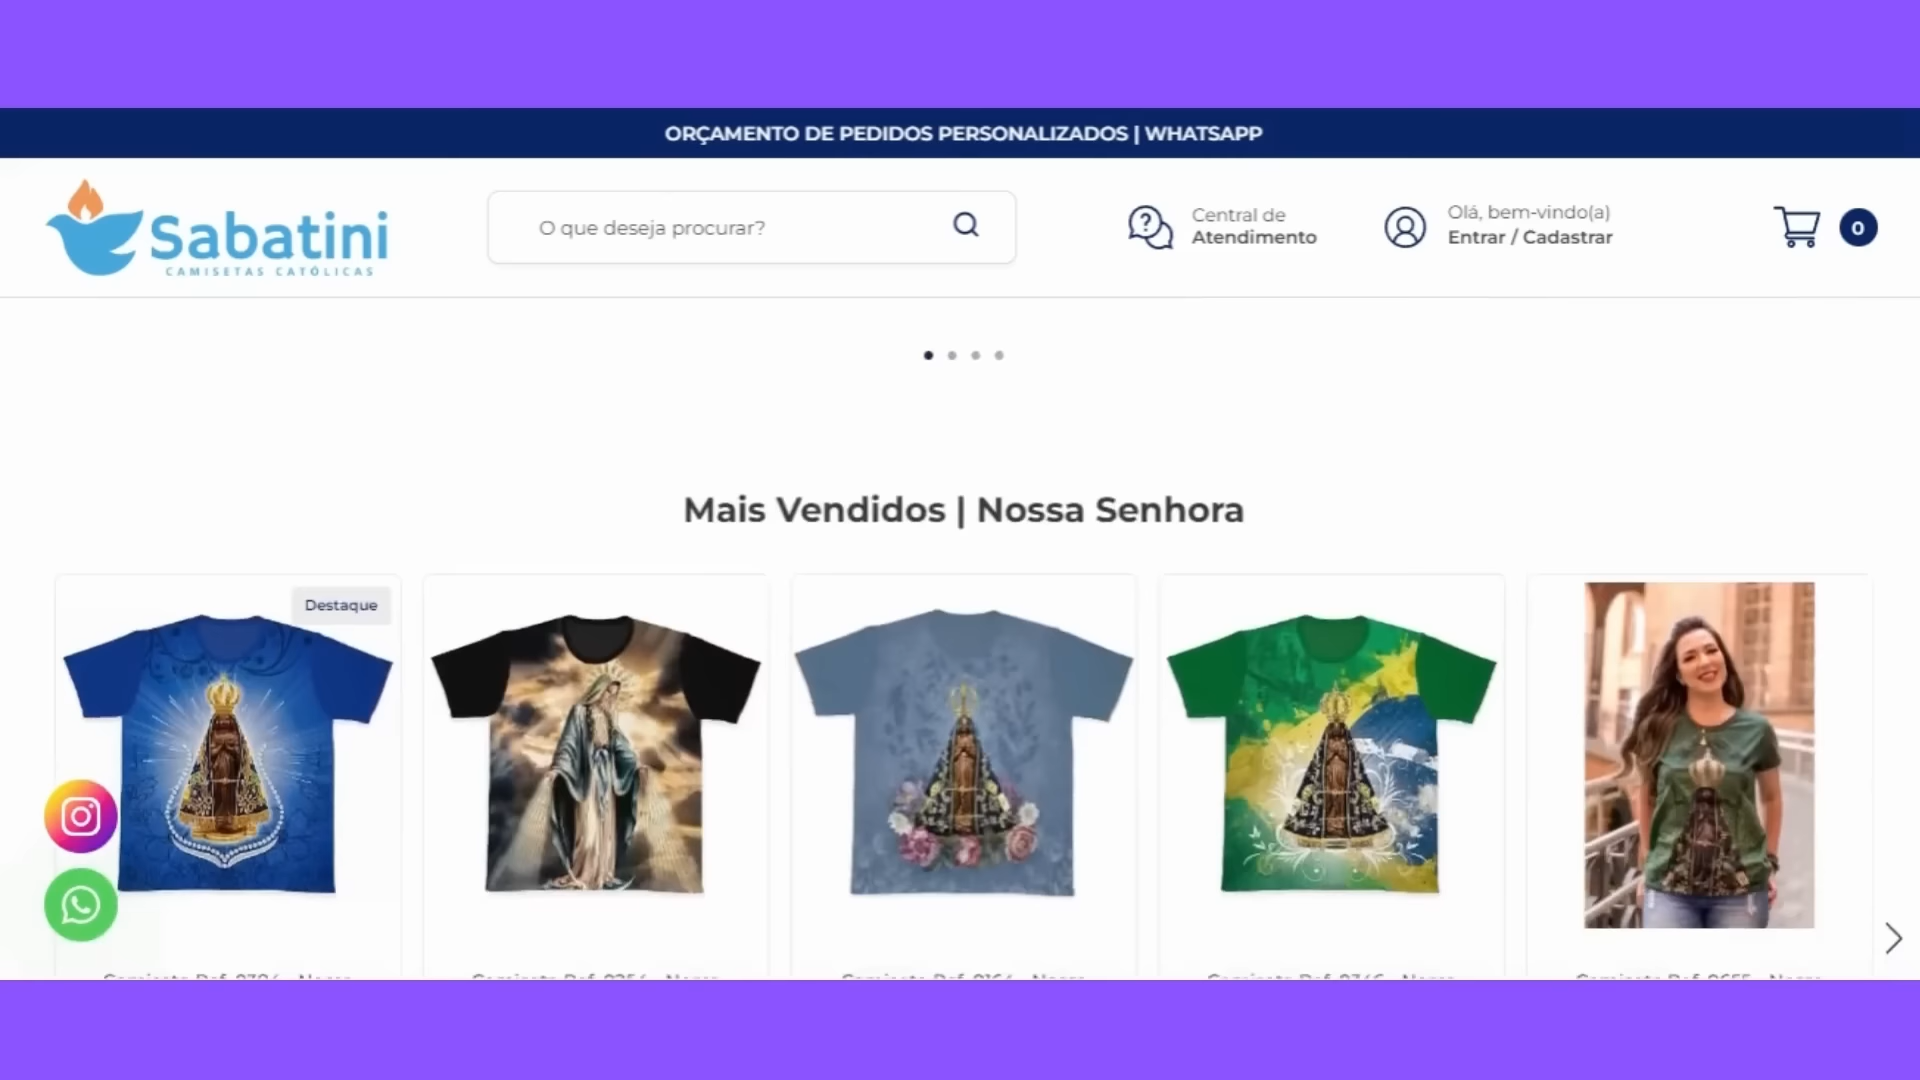 ORÇAMENTO DE PEDIDOS PERSONALIZADOS | WHATSAPP
Sabatini
CAMISETAS CATÓLICAS
O que deseja procurar?
Central de
Atendimento
Olá, bem-vindo(a)
Entrar / Cadastrar
0
Mais Vendidos | Nossa Senhora
Destaque